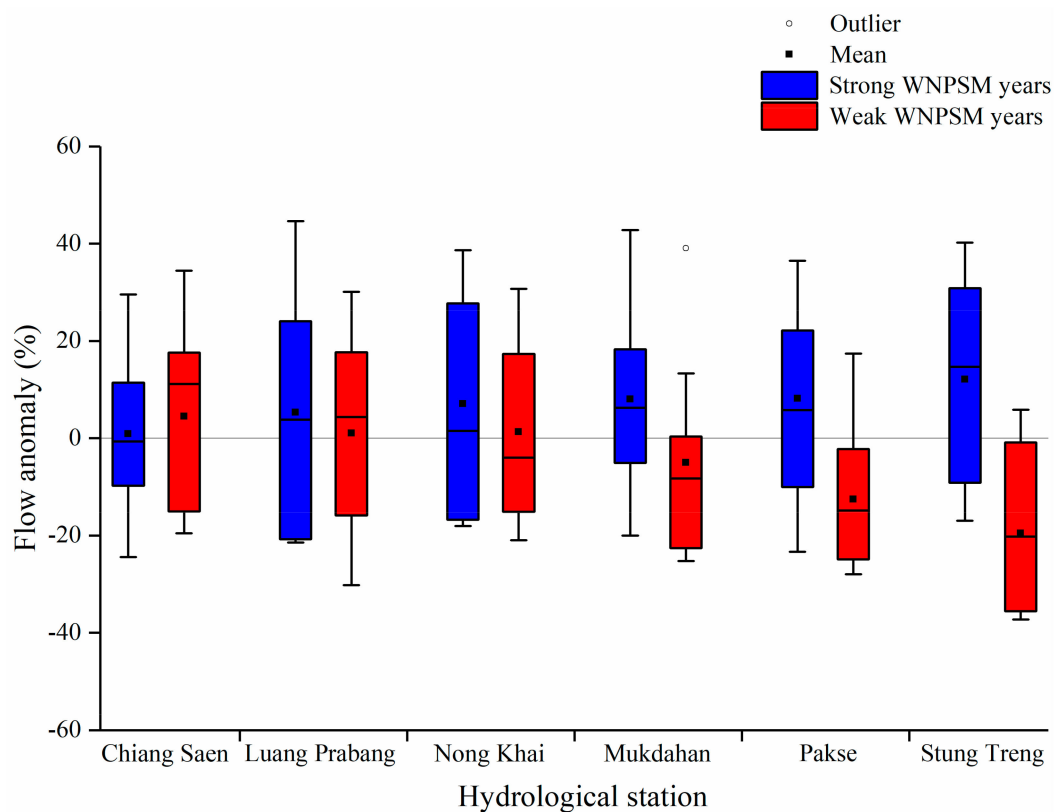 Outlier
Mean
Strong WNPSM years
Weak WNPSM years
Flow anomaly (%)
60
40
20
0
-20
-40
-60
Chiang Saen Luang Prabang Nong Khai Mukdahan Pakse Stung Treng
Hydrological station